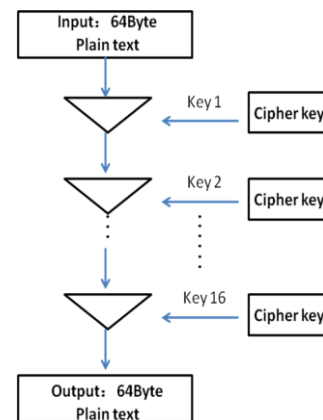 Input：64Byte
Plain text
Key 1
Cipher key
Key 2
Cipher key
Key 16
Cipher key
Output：64Byte
Plain text